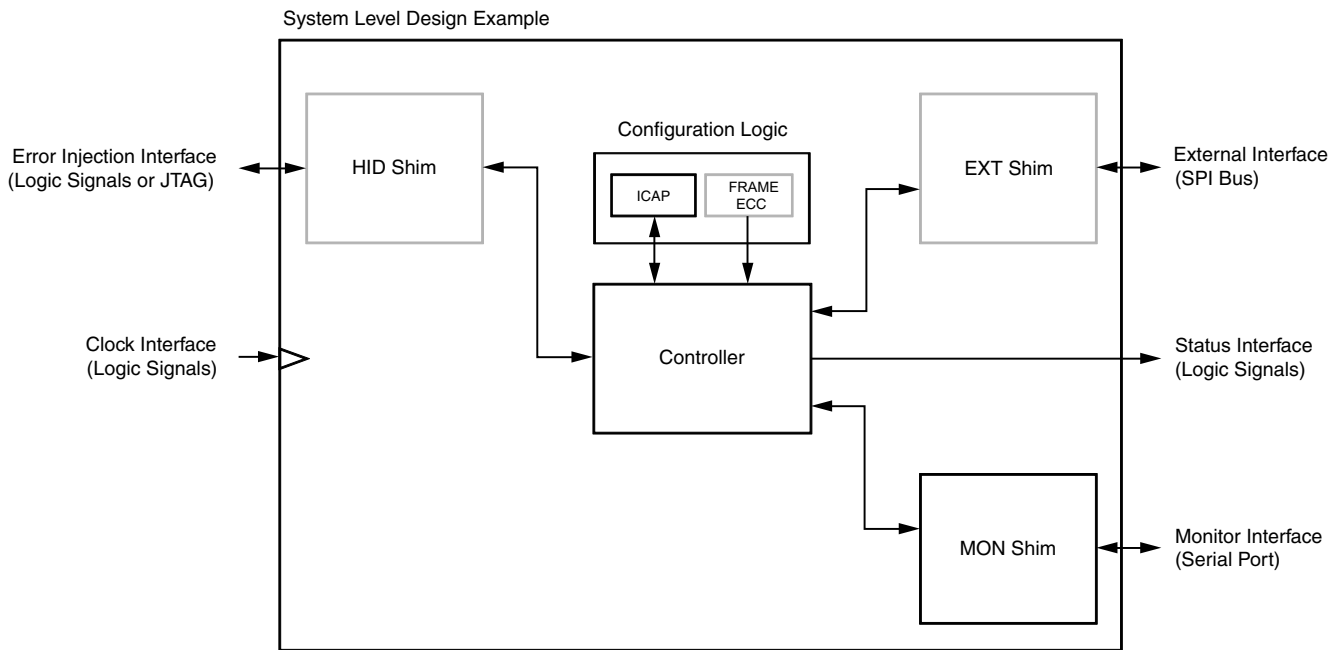 System Level Design Example
Configuration Logic
Error Injection Interface
(Logic Signals or JTAG)
HID Shim
ICAP
FRAME
ECC
EXT Shim
External Interface
(SPI Bus)
Clock Interface
(Logic Signals)
Controller
Status Interface
(Logic Signals)
MON Shim
Monitor Interface
(Serial Port)